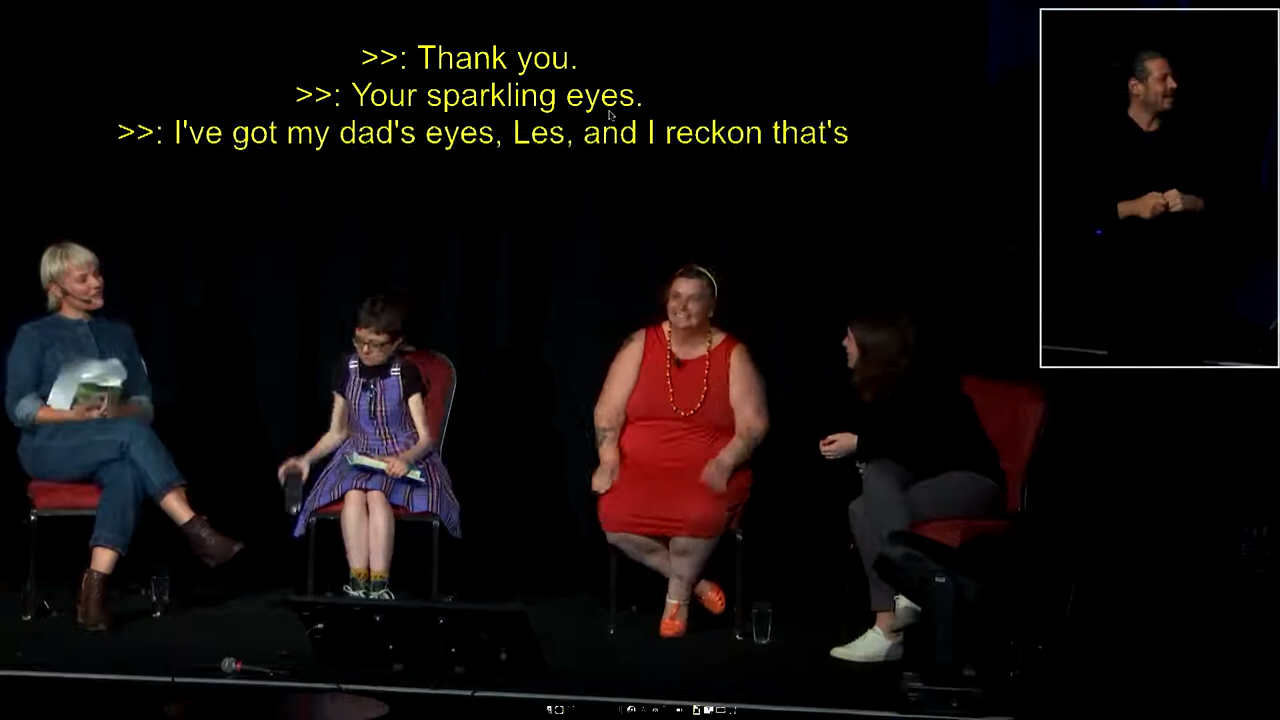 >>: Thank you.
>>: Your sparkling eyes.
>>: I've got my dad's eyes, Les, and I reckon that's